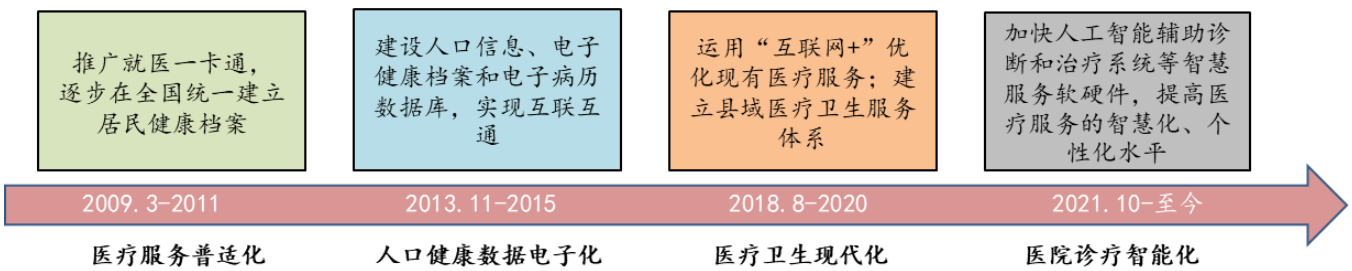 推广就医一卡通，
逐步在全国统一建立
居民健康档案
建设人口信息、电子
健康档案和电子病历
数据库，实现互联互
通
运用“互联网+”优
化现有医疗服务；建
立县域医疗卫生服务
体系
加快人工智能辅助诊
断和治疗系统等智慧
服务软硬件，提高医
疗服务的智慧化、个
性化水平
2009.3-2011
2013.11-2015
2018.8-2020
2021.10-至今
医疗服务普适化
人口健康数据电子化
医疗卫生现代化
医院诊疗智能化